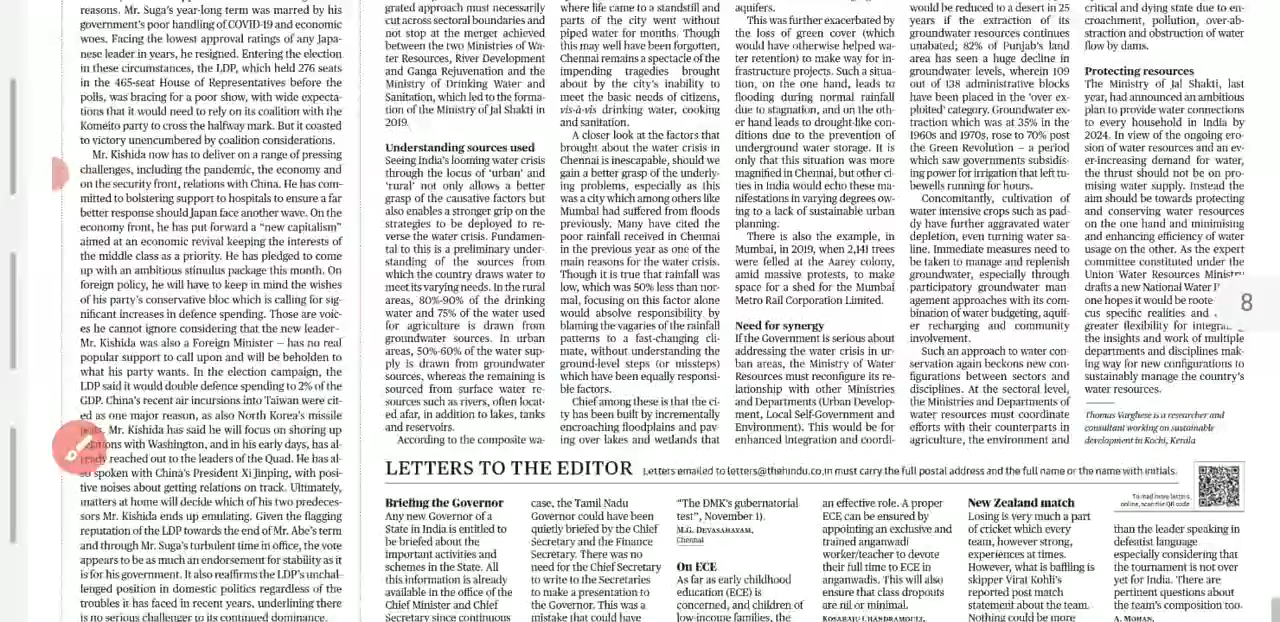 reasons. Mr. Suga's year-long term was marred by his
government's poor handling of COVID-19 and economic
woes. Facing the lowest approval ratings of any Japa-
nese leader in years, he resigned. Entering the election
in these circumstances, the LDP, which held 276 seats
in the 465-seat House of Representatives before the
polls, was bracing for a poor show, with wide expecta-
tions that it would need to rely on its coalition with the
Komeito party to cross the halfway mark. But it coasted
to victory unencumbered by coalition considerations.
Mr. Kishida now has to deliver on a range of pressing
challenges, including the pandemic, the economy and
on the security front, relations with China. He has com-
mitted to bolstering support to hospitals to ensure a far
better response should Japan face another wave. On the
economy front, he has put forward a "new capitalism"
aimed at an economic revival keeping the interests of
the middle class as a priority. He has pledged to come
up with an ambitious stimulus package this month. On
foreign policy, he will have to keep in mind the wishes
of his party's conservative bloc which is calling for sig-
nificant increases in defence spending. Those are voic-
es he cannot ignore considering that the new leader-
Mr. Kishida was also a Foreign Minister – has no real
popular support to call upon and will be beholden to
what his party wants. In the election campaign, the
LDP said it would double defence spending to 2% of the
GDP. China's recent air incursions into Taiwan were cit-
ed as one major reason, as also North Korea's missile
Mr. Kishida has said he will focus on shoring up
with Washington, and in his early days, has al-
reached out to the leaders of the Quad. He has al-
spoken with China's President Xi Jinping, with posi-
tive noises about getting relations on track. Ultimately,
matters at home will decide which of his two predeces-
sors Mr. Kishida ends up emulating. Given the flagging
reputation of the LDP towards the end of Mr. Abe's term
and through Mr. Suga's turbulent time in office, the vote
appears to be as much an endorsement for stability as it
is for his government. It also reaffirms the LDP's unchal-
lenged position in domestic politics regardless of the
troubles it has faced in recent years, underlining there
is no serious challenge to its continued dominance.
grated approach must necessarily
cut across sectoral boundaries and
not stop at the merger achieved
between the two Ministries of Wa-
ter Resources, River Development
and Ganga Rejuvenation and the
Ministry of Drinking Water and
Sanitation, which led to the forma-
tion of the Ministry of Jal Shakti in
2019.
Understanding sources used
Seeing India's looming water crisis
through the locus of 'urban' and
'rural' not only allows a better
grasp of the causative factors but
also enables a stronger grip on the
strategies to be deployed to re-
verse the water crisis. Fundamen-
tal to this is a preliminary under-
standing of the sources from
which the country draws water to
meet its varying needs. In the rural
areas, 80%-90% of the drinking
water and 75% of the water used
for agriculture is drawn from
groundwater sources. In urban
areas, 50%-60% of the water sup-
ply is drawn from groundwater
sources, whereas the remaining is
sourced from surface water re-
sources such as rivers, often locat-
ed afar, in addition to lakes, tanks
and reservoirs.
According to the composite wa-
where life came to a standstill and
parts of the city went without
piped water for months. Though
this may well have been forgotten,
Chennai remains a spectacle of the
impending tragedies brought
about by the city's inability to
meet the basic needs of citizens,
vis-à-vis drinking water, cooking
and sanitation.
A closer look at the factors that
brought about the water crisis in
Chennai is inescapable, should we
gain a better grasp of the underly-
ing problems, especially as this
was a city which among others like
Mumbai had suffered from floods
previously. Many have cited the
poor rainfall received in Chennai
in the previous year as one of the
main reasons for the water crisis.
Though it is true that rainfall was
low, which was 50% less than nor-
mal, focusing on this factor alone
would absolve responsibility by
blaming the vagaries of the rainfall
patterns to a fast-changing cli-
mate, without understanding the
ground-level steps (or missteps)
which have been equally responsi-
ble factors.
Chief among these is that the ci-
ty has been built by incrementally
encroaching floodplains and pav-
ing over lakes and wetlands that
aquifers.
This was further exacerbated by
the loss of green cover (which
would have otherwise helped wa-
ter retention) to make way for in-
frastructure projects. Such a situa-
tion, on the one hand, leads to
flooding during normal rainfall
due to stagnation, and on the oth-
er hand leads to drought-like con-
ditions due to the prevention of
underground water storage. It is
only that this situation was more
magnified in Chennai, but other ci-
ties in India would echo these ma-
nifestations in varying degrees ow-
ing to a lack of sustainable urban
planning.
There is also the example, in
Mumbai, in 2019, when 2,141 trees
were felled at the Aarey colony,
amid massive protests, to make
space for a shed for the Mumbai
Metro Rail Corporation Limited.
Need for synergy
If the Government is serious about
addressing the water crisis in ur-
ban areas, the Ministry of Water
Resources must reconfigure its re-
lationship with other Ministries
and Departments (Urban Develop-
ment, Local Self-Government and
Environment). This would be for
enhanced integration and coordi-
would be reduced to a desert in 25
years if the extraction of its
groundwater resources continues
unabated; 82% of Punjab's land
area has seen a huge decline in
groundwater levels, wherein 109
out of 138 administrative blocks
have been placed in the 'over ex-
ploited' category. Groundwater ex-
traction which was at 35% in the
1960s and 1970s, rose to 70% post
the Green Revolution – a period
which saw governments subsidis-
ing power for irrigation that left tu-
bewells running for hours.
Concomitantly, cultivation of
water intensive crops such as pad-
dy have further aggravated water
depletion, even turning water sa-
line. Immediate measures need to
be taken to manage and replenish
groundwater, especially through
participatory groundwater man-
agement approaches with its com-
bination of water budgeting, aquif-
er recharging and community
involvement.
Such an approach to water con-
servation again beckons new con-
figurations between sectors and
disciplines. At the sectoral level,
the Ministries and Departments of
water resources must coordinate
efforts with their counterparts in
agriculture, the environment and
critical and dying state due to en-
croachment, pollution, over-ab-
straction and obstruction of water
flow by dams.
Protecting resources
The Ministry of Jal Shakti, last
year, had announced an ambitious
plan to provide water connections
to every household in India by
2024. In view of the ongoing ero-
sion of water resources and an ev-
er-increasing demand for water,
the thrust should not be on pro-
mising water supply. Instead the
aim should be towards protecting
and conserving water resources
on the one hand and minimising
and enhancing efficiency of water
usage on the other. As the expert
committee constituted under the
Union Water Resources Ministry
drafts a new National Water
one hopes it would be roote
cus specific realities and
greater flexibility for
the insights and work of multiple
departments and disciplines mak-
ing way for new configurations to
sustainably manage the country's
water resources.
Thomas Varghese is a researcher and
consultant working on sustainable
development in Kochi, Kerala
8
LETTERS TO THE EDITOR Letters emailed to letters@thehindu.co.in must carry the full postal address and the full name or the name with initials.
To read more letters
online, scan the QR code
Briefing the Governor
Any new Governor of a
State in India is entitled to
be briefed about the
important activities and
schemes in the State. All
this information is already
available in the office of the
Chief Minister and Chief
Secretary since continuous
case, the Tamil Nadu
Governor could have been
quietly briefed by the Chief
Secretary and the Finance
Secretary. There was no
need for the Chief Secretary
to write to the Secretaries
to make a presentation to
the Governor. This was a
mistake that could have
"The DMK's gubernatorial
test", November 1).
M.G. DEVASAHAYAM,
Chennai
On ECE
As far as early childhood
education (ECE) is
concerned, and children of
low-income families, the
an effective role. A proper
ECE can be ensured by
appointing an exclusive and
trained anganwadi
worker/teacher to devote
their full time to ECE in
anganwadis. This will also
ensure that class dropouts
are nil or minimal.
KOSARAJU CHANDRAMOULI,
New Zealand match
Losing is very much a part
of cricket which every
team, however strong,
experiences at times.
However, what is baffling is
skipper Virat Kohli's
reported post match
statement about the team.
Nothing could be more
than the leader speaking in
defeatist language
especially considering that
the tournament is not over
yet for India. There are
pertinent questions about
the team's composition too.
A. MOHAN,